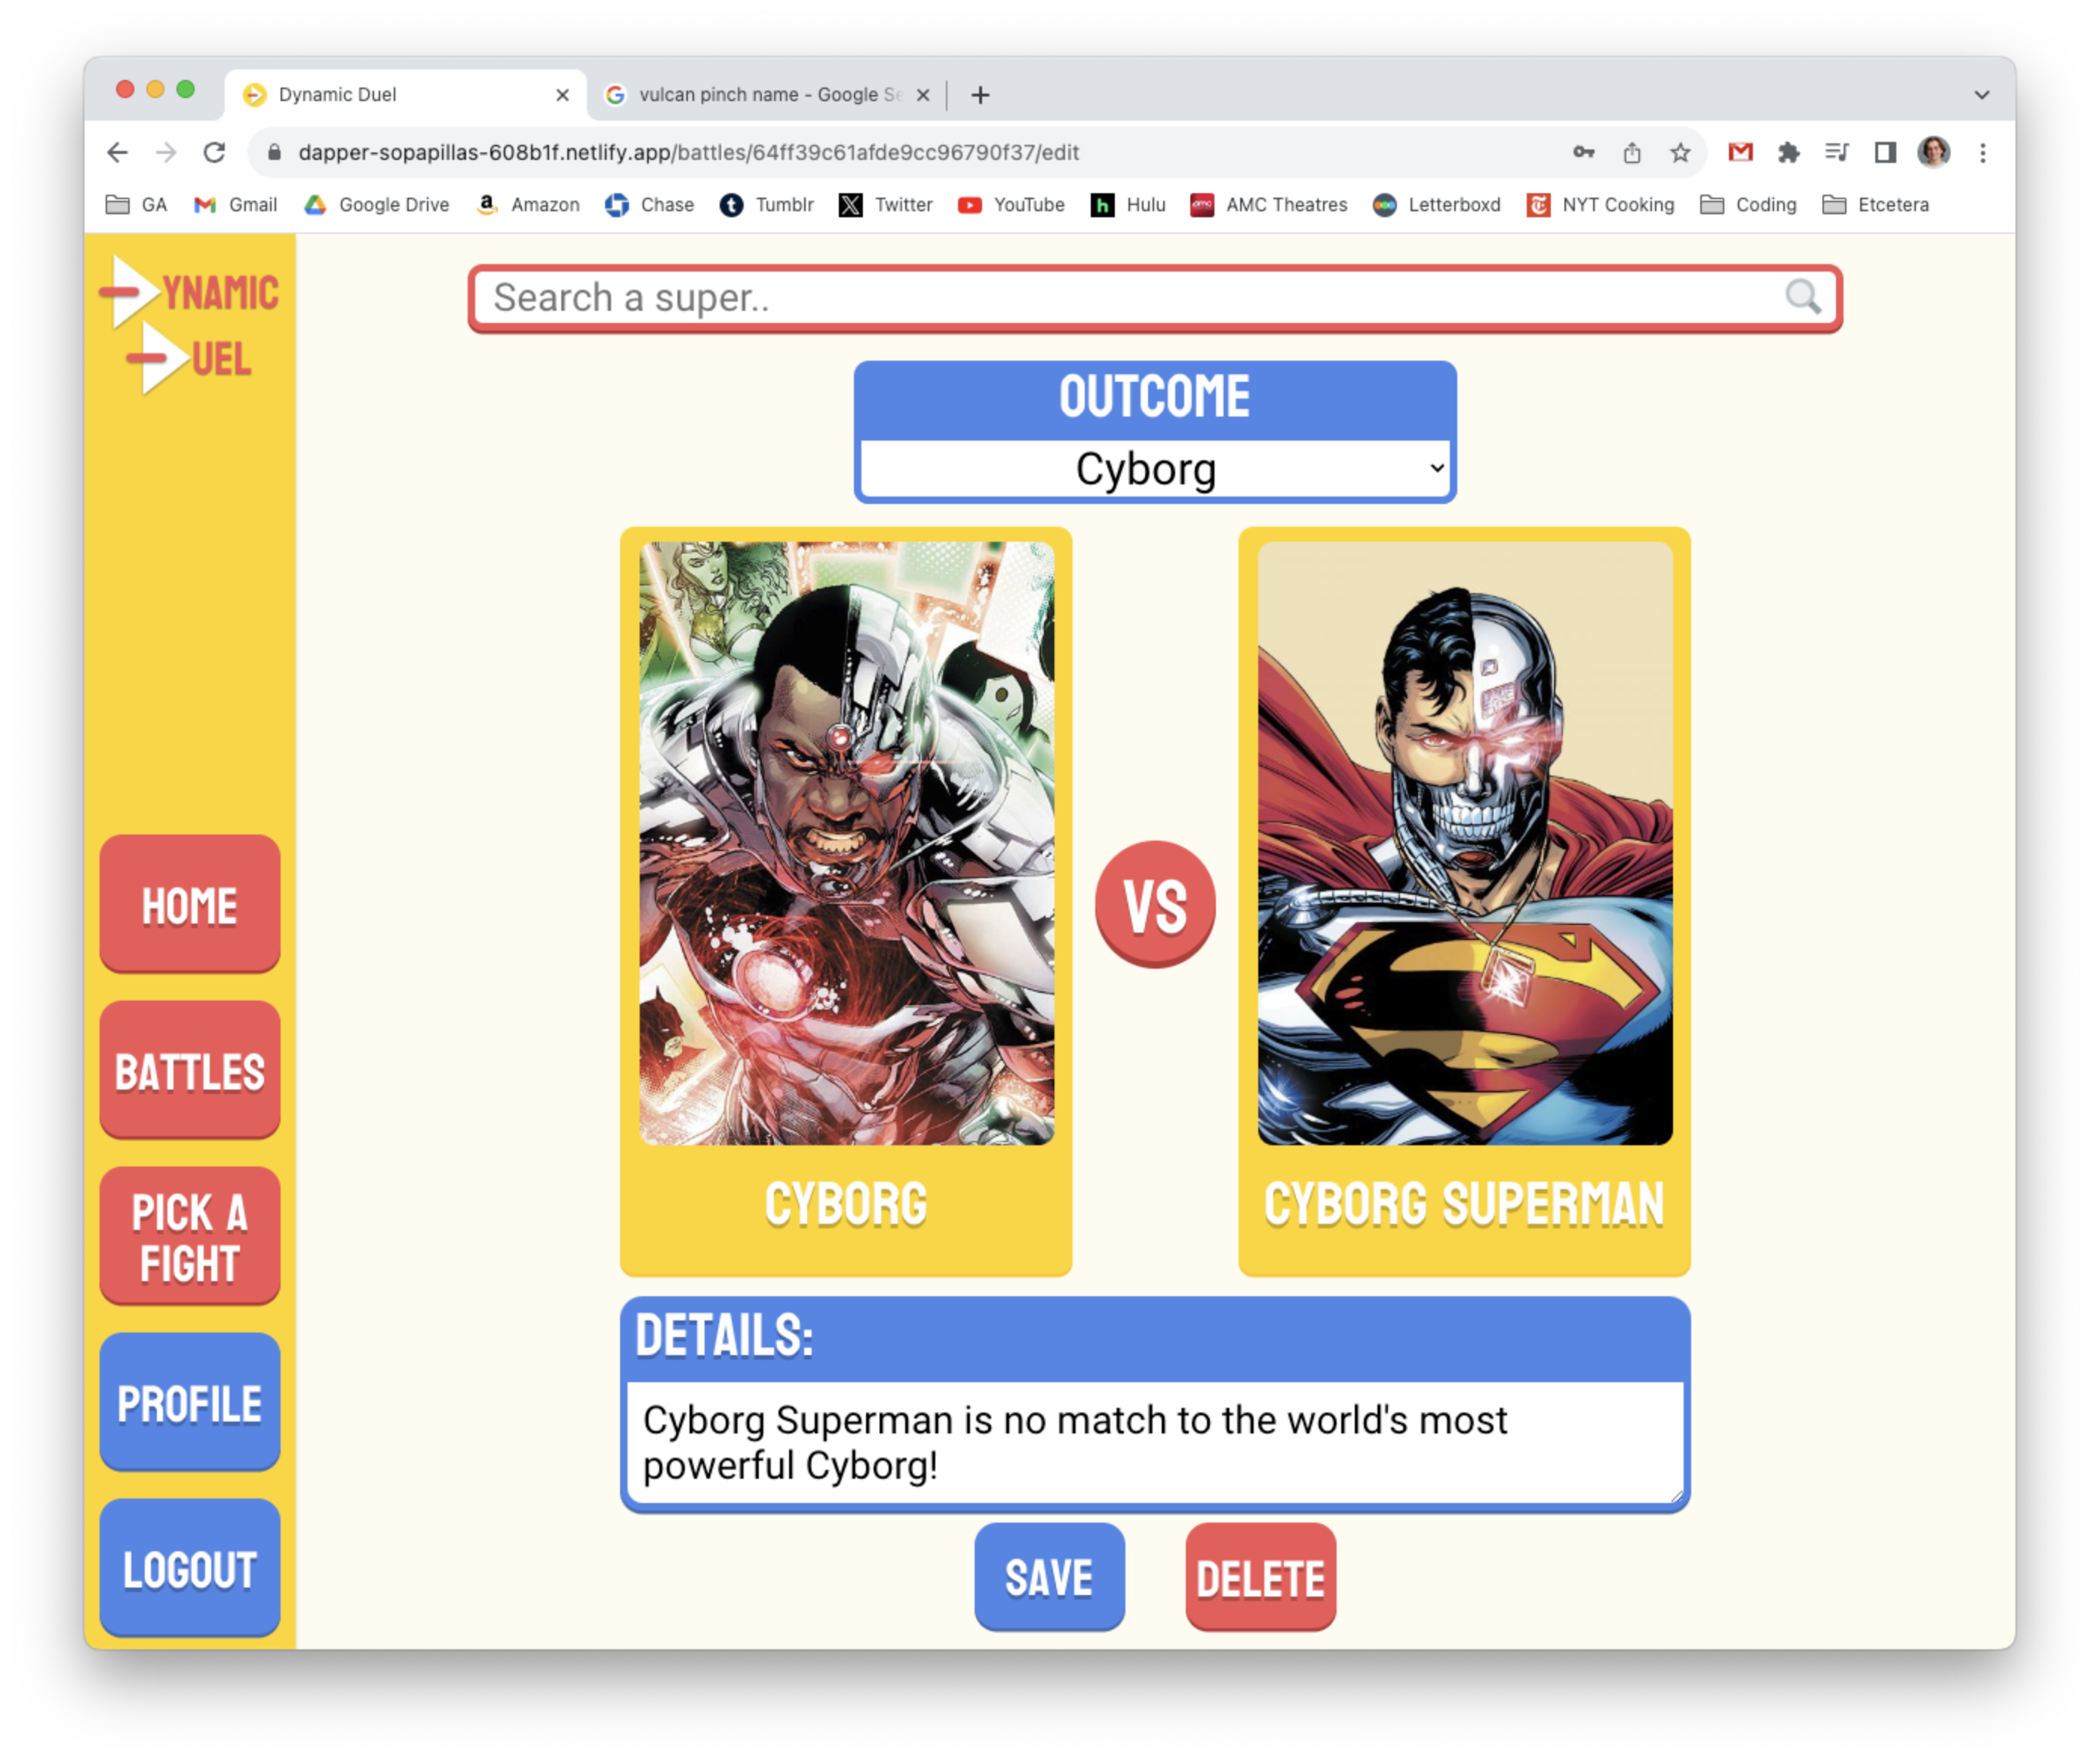 Dynamic Duel
vulcan pinch name - Google Se
dapper-sopapillas-608b1f.netlify.app/battles/64ff39c61afde9cc96790f37/edit
GA Gmail Google Drive Amazon Chase Tumblr Twitter YouTube Hulu AMC Theatres Letterboxd NYT Cooking Coding Etcetera
YNAMIC
UEL
Search a super..
OUTCOME
Cyborg
VS
CYBORG
CYBORG SUPERMAN
DETAILS:
Cyborg Superman is no match to the world's most
powerful Cyborg!
SAVE DELETE
HOME
BATTLES
PICK A
FIGHT
PROFILE
LOGOUT